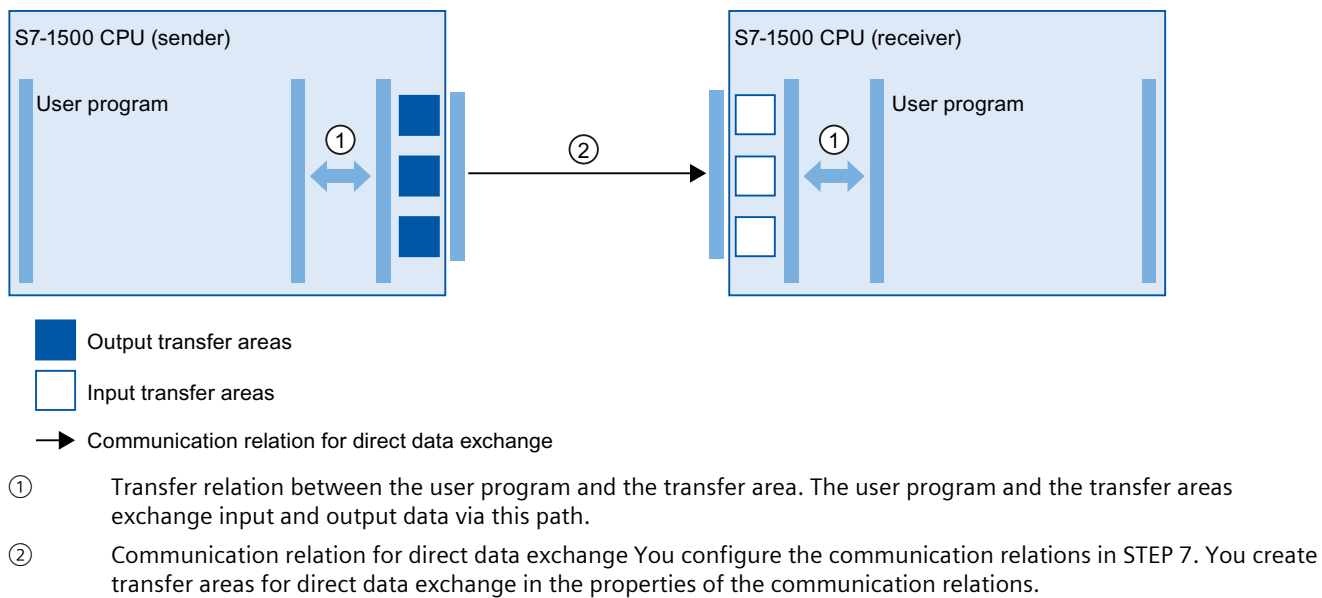 S7-1500 CPU (sender)
S7-1500 CPU (receiver)
User program
User program
①
②
①
Output transfer areas
Input transfer areas
Communication relation for direct data exchange
① Transfer relation between the user program and the transfer area. The user program and the transfer areas
exchange input and output data via this path.
② Communication relation for direct data exchange You configure the communication relations in STEP 7. You create
transfer areas for direct data exchange in the properties of the communication relations.